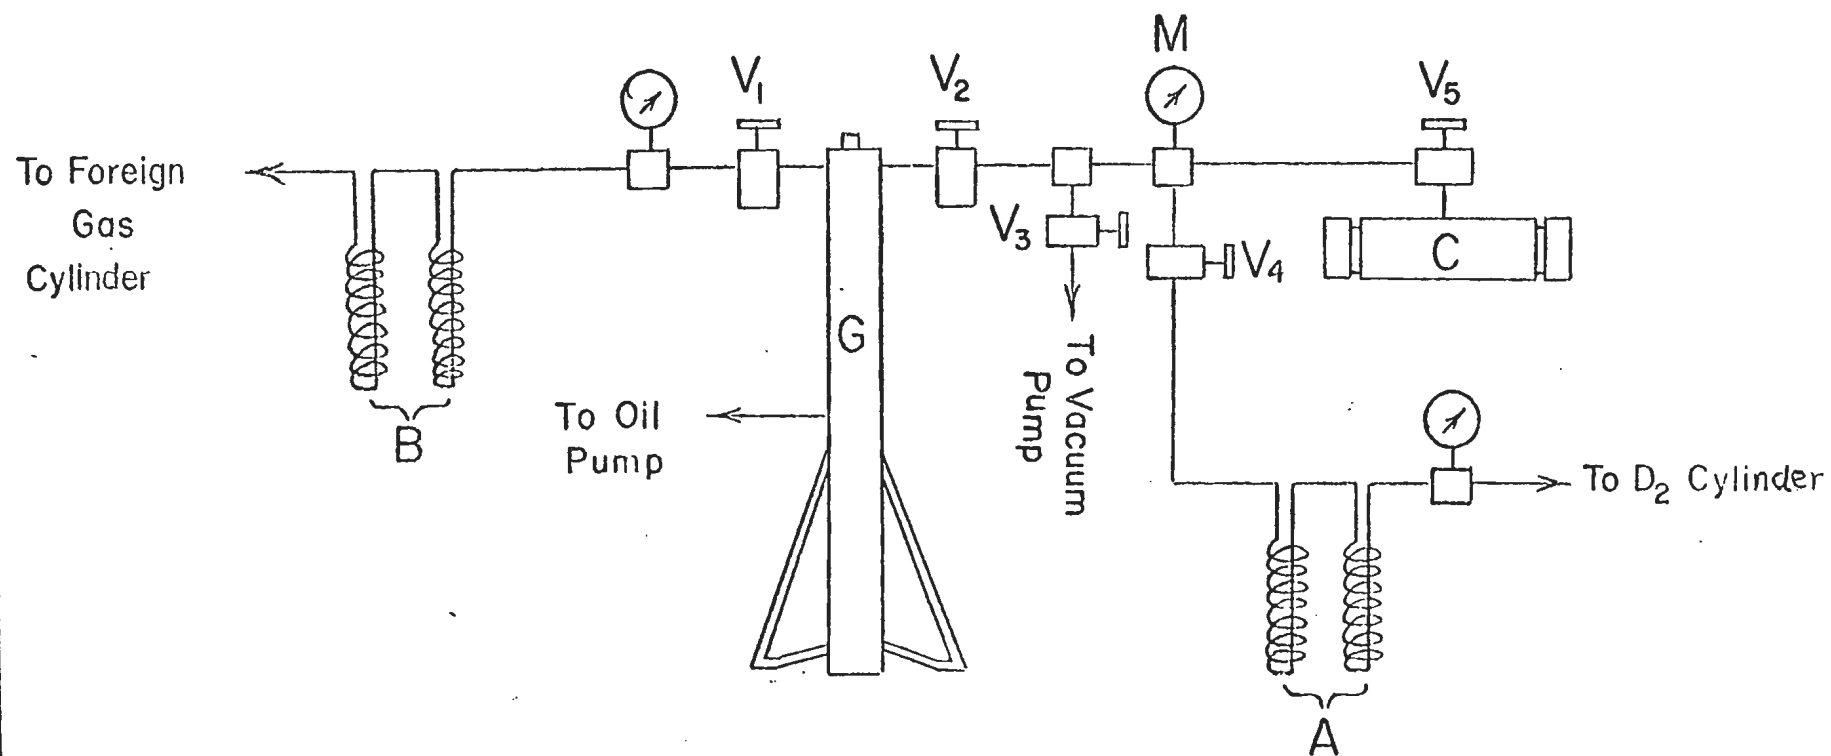 M
V₁
V₂
V₅
To Foreign
Gas
Cylinder
V₃
V₄
C
G
To Vacuum
Pump
To Oil
Pump
B
To D₂ Cylinder
A